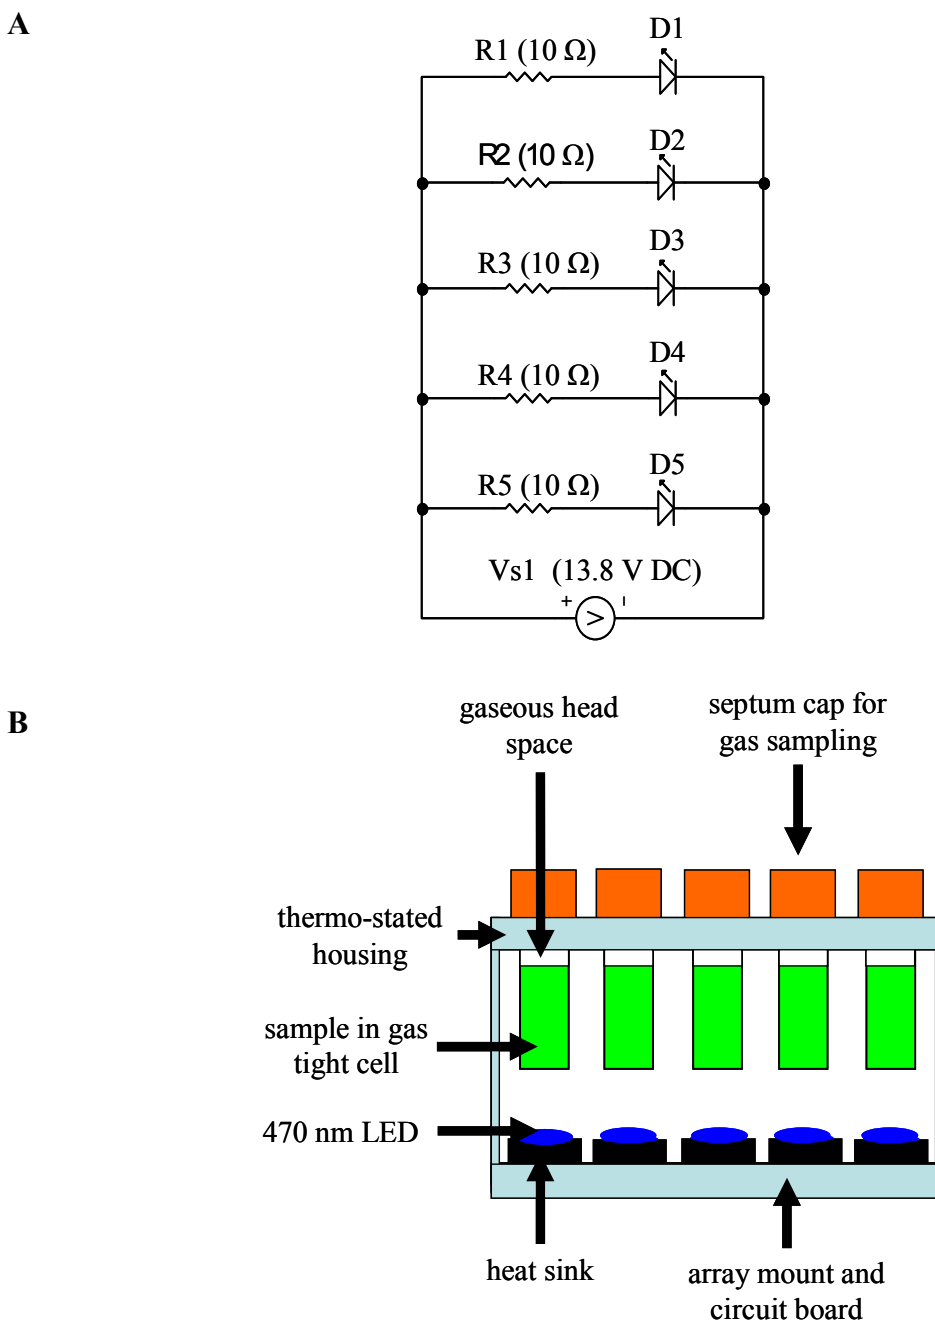 A
D1
R1 (10 Ω)
D2
R2 (10 Ω)
D3
R3 (10 Ω)
D4
R4 (10 Ω)
D5
R5 (10 Ω)
Vs1 (13.8 V DC)
+ -
V
B
gaseous head
space
septum cap for
gas sampling
thermo-stated
housing
sample in gas
tight cell
470 nm LED
heat sink
array mount and
circuit board